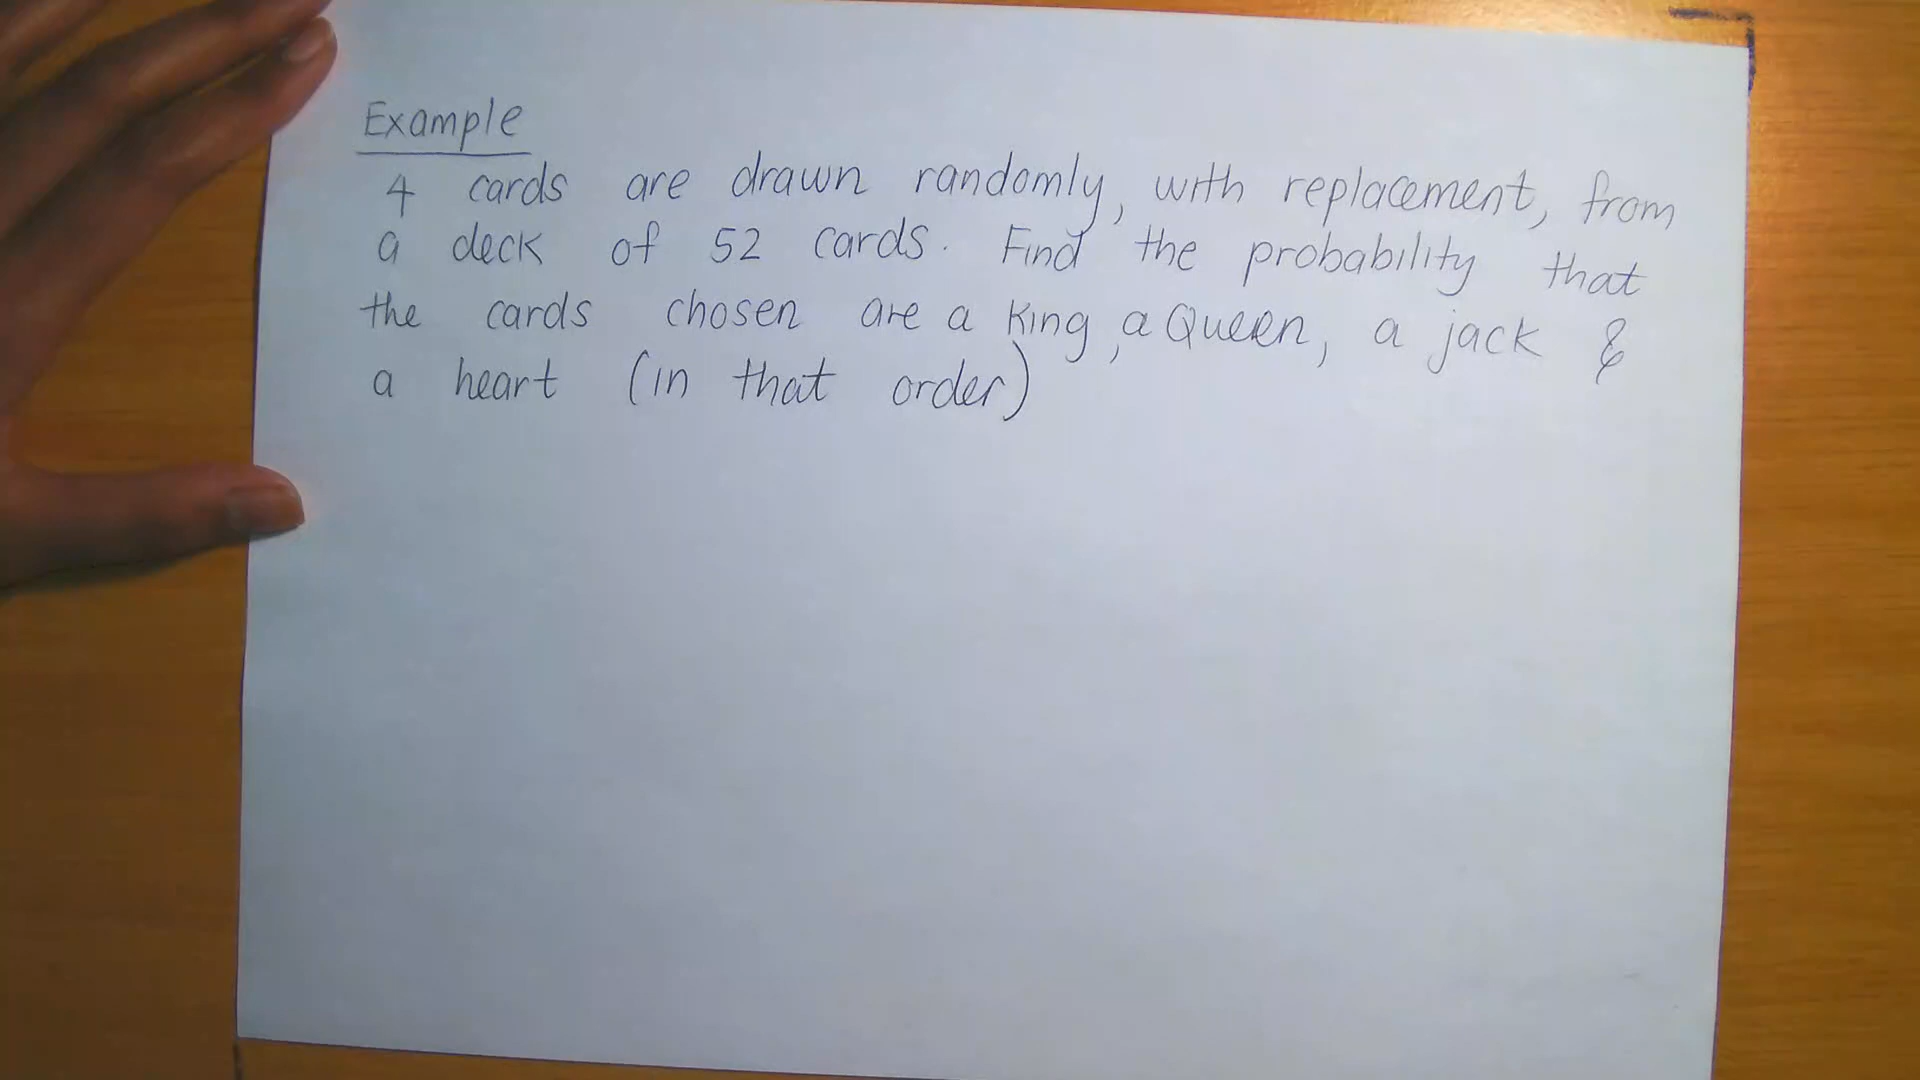 Example
4 cards are drawn randomly, with replacement, from
a deck of 52 cards. Find the probability that
the cards chosen are a King, a Queen, a jack &
a heart (in that order)